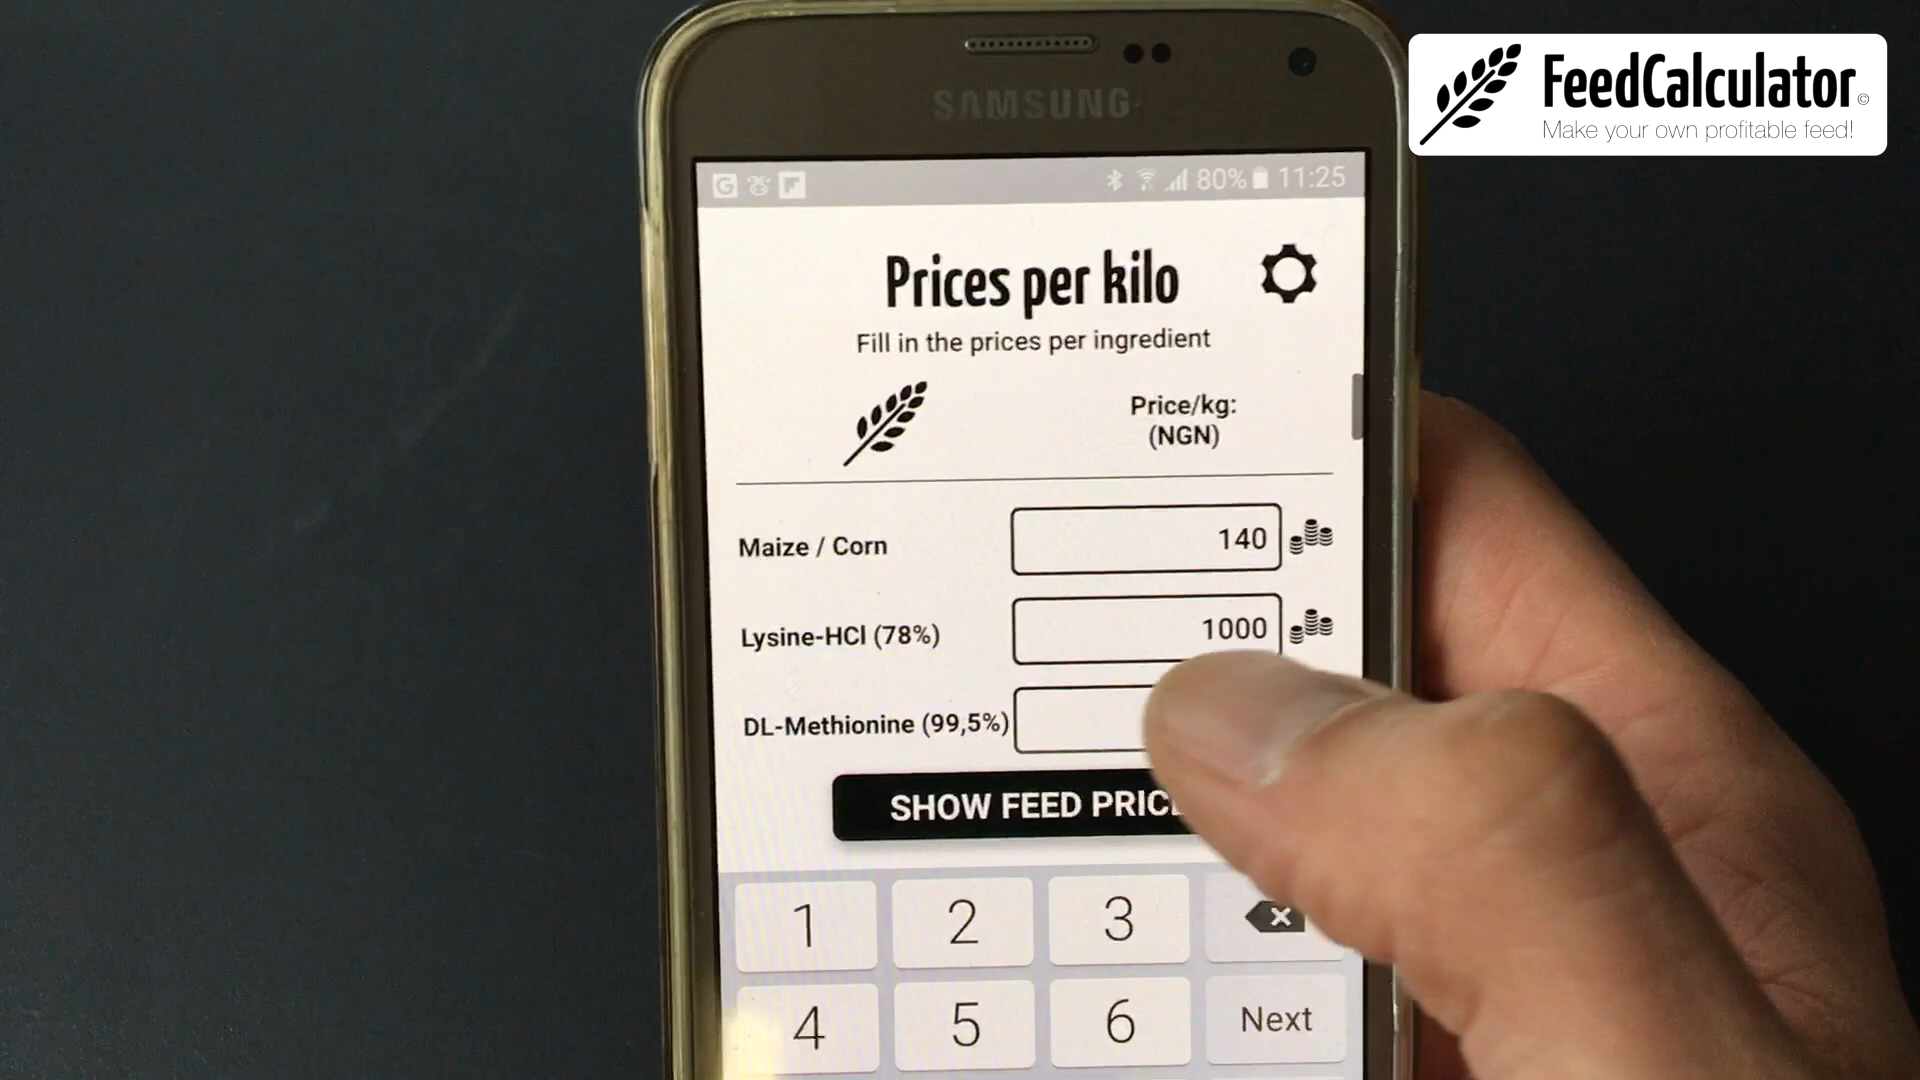 FeedCalculator©
Make your own profitable feed!
SAMSUNG
80% 11:25
Prices per kilo
Fill in the prices per ingredient
Price/kg:
(NGN)
Maize / Corn 140
Lysine-HCl (78%) 1000
DL-Methionine (99,5%)
SHOW FEED
1 2 3
4 5 6 Next